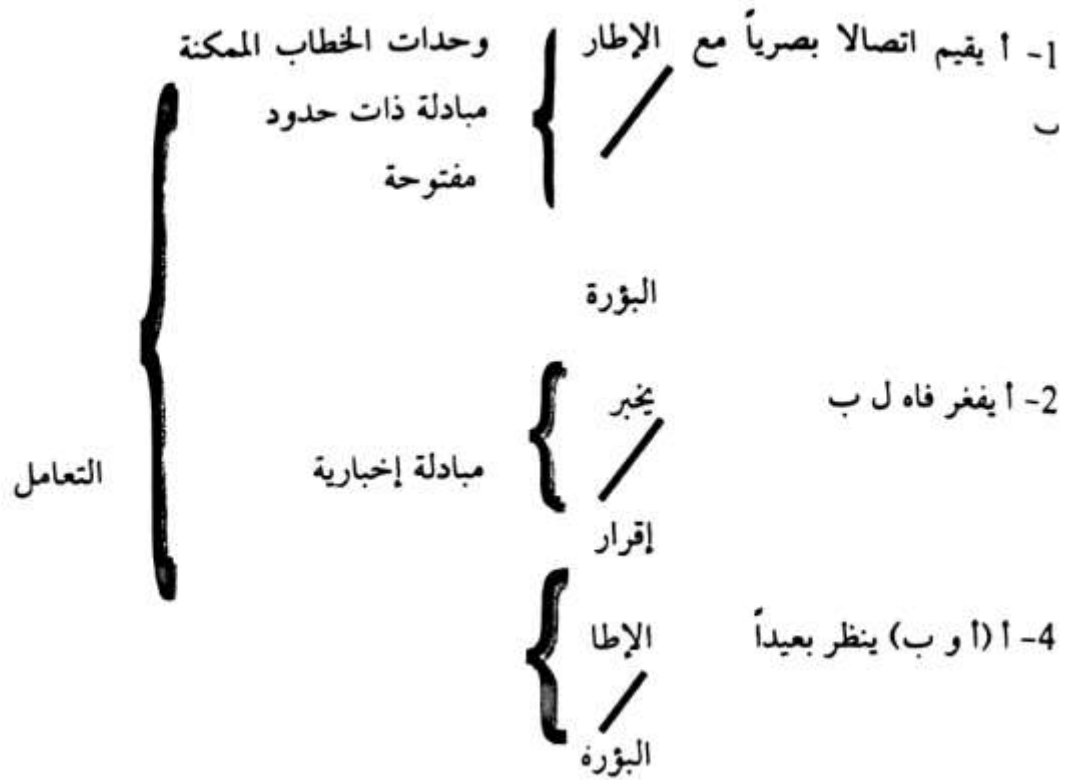 1- أ يقيم اتصالا بصرياً مع الإطار وحدات الخطاب الممكنة
ب مبادلة ذات حدود
مفتوحة
البؤرة
2- أ يفغر فاه ل ب يخبر
مبادلة إخبارية التعامل
إقرار
4- أ (أ و ب) ينظر بعيداً الإطا
البؤرة